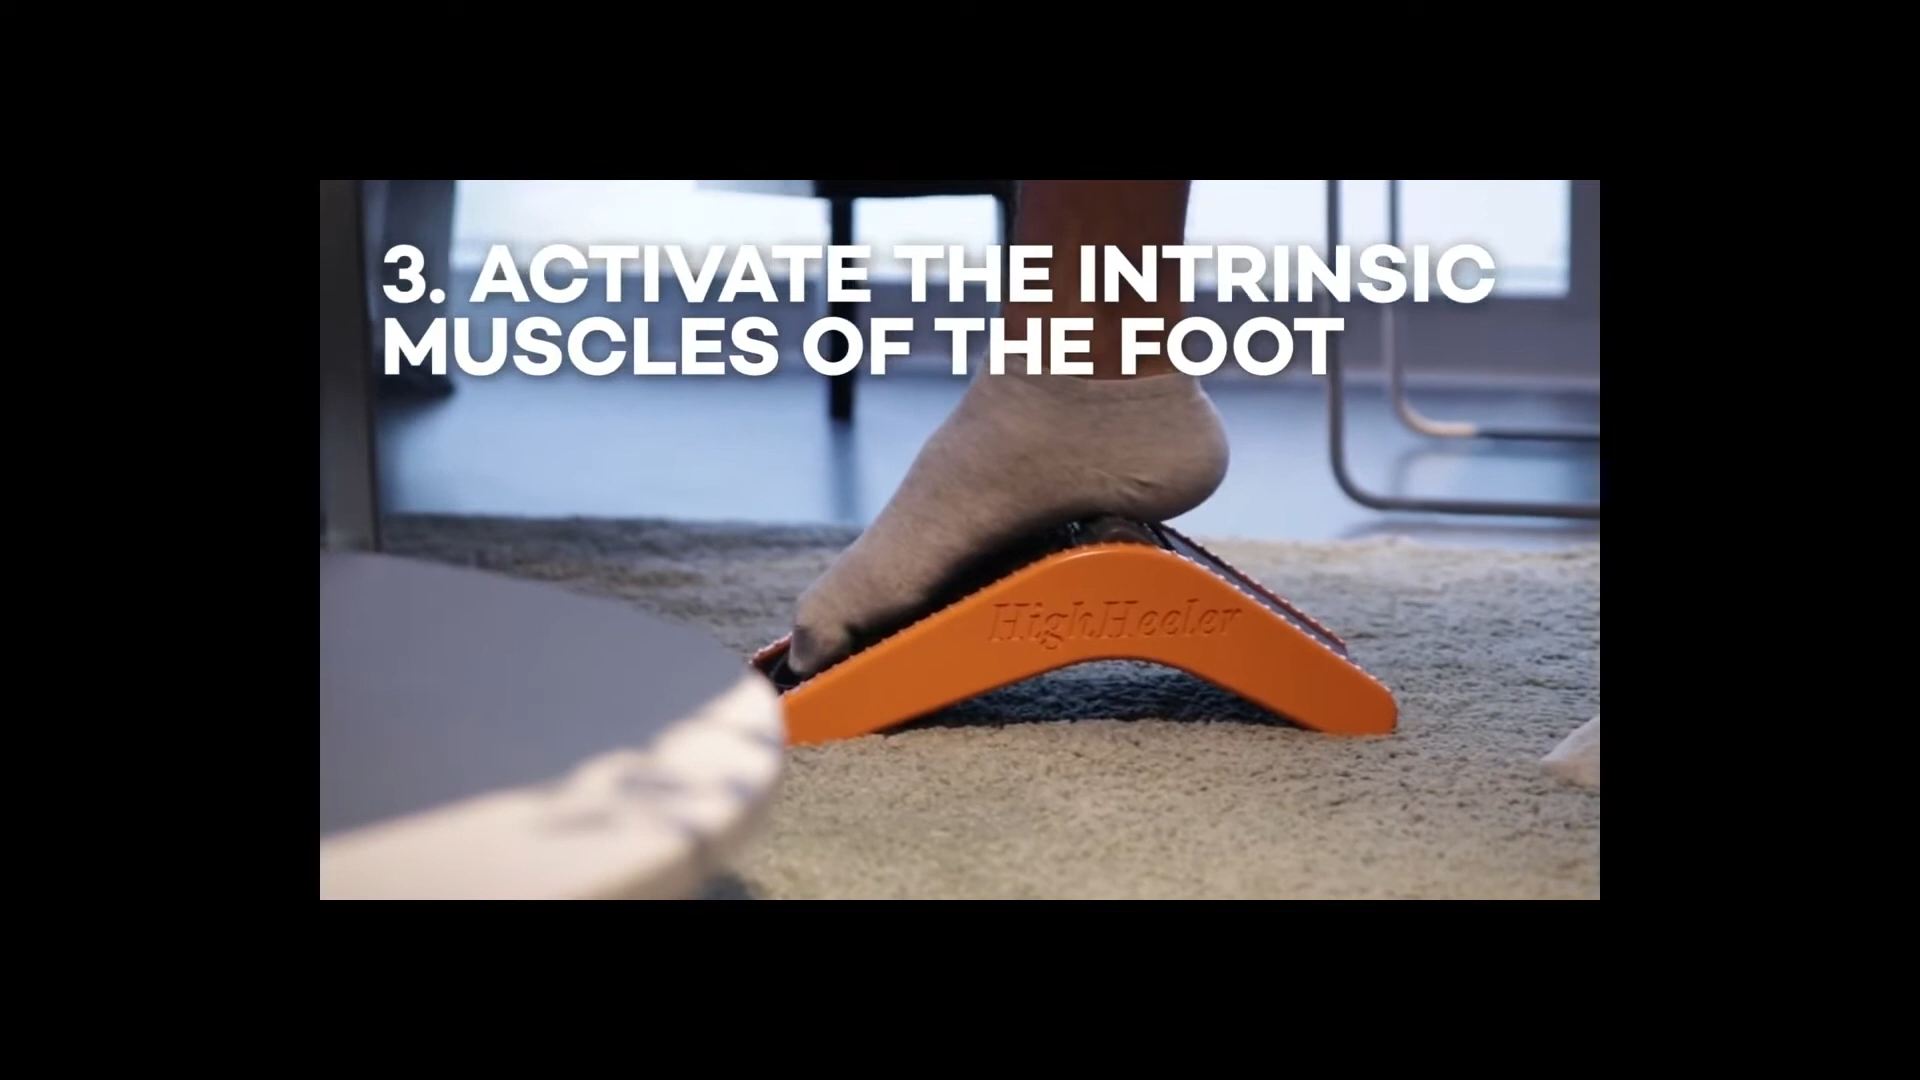 3. ACTIVATE THE INTRINSIC
MUSCLES OF THE FOOT
HighHeeler